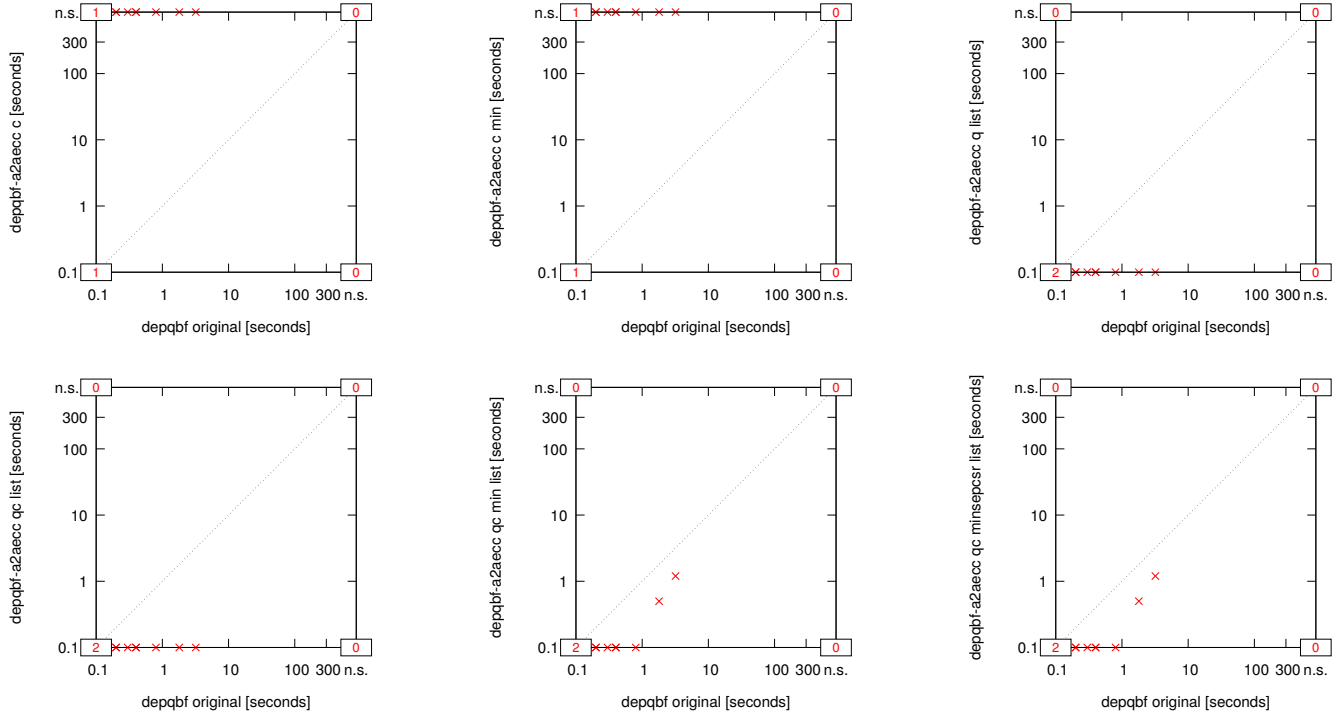 n.s. 1 0
300
100
10
1
0.1 1 0
0.1 1 10 100 300 n.s.
depqbf original [seconds]
depqbf-a2aecc c [seconds]
n.s. 1 0
300
100
10
1
0.1 1 0
0.1 1 10 100 300 n.s.
depqbf original [seconds]
depqbf-a2aecc c min [seconds]
n.s. 0 0
300
100
10
1
0.1 2 0
0.1 1 10 100 300 n.s.
depqbf original [seconds]
depqbf-a2aecc q list [seconds]
n.s. 0 0
300
100
10
1
0.1 2 0
0.1 1 10 100 300 n.s.
depqbf original [seconds]
depqbf-a2aecc qc list [seconds]
n.s. 0 0
300
100
10
1
0.1 2 0
0.1 1 10 100 300 n.s.
depqbf original [seconds]
depqbf-a2aecc qc min list [seconds]
n.s. 0 0
300
100
10
1
0.1 2 0
0.1 1 10 100 300 n.s.
depqbf original [seconds]
depqbf-a2aecc qc minsepcsr list [seconds]